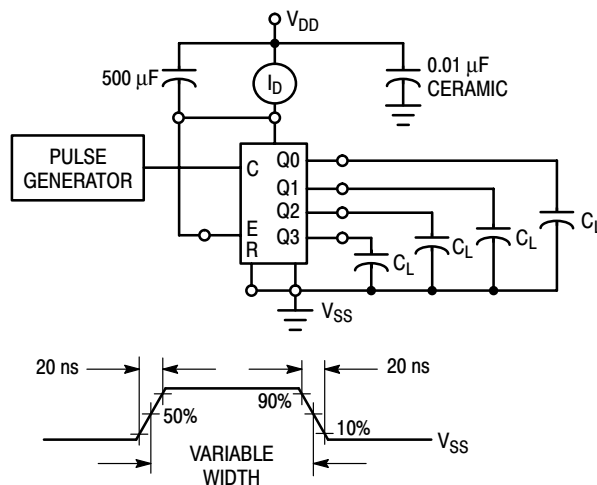 V_DD
500 μF
I_D
0.01 μF
CERAMIC
PULSE
GENERATOR
C
Q0
Q1
Q2
E
Q3
R
C_L
C_L
C_L
C_L
V_SS
20 ns
20 ns
50%
90%
10%
VARIABLE
WIDTH
V_SS